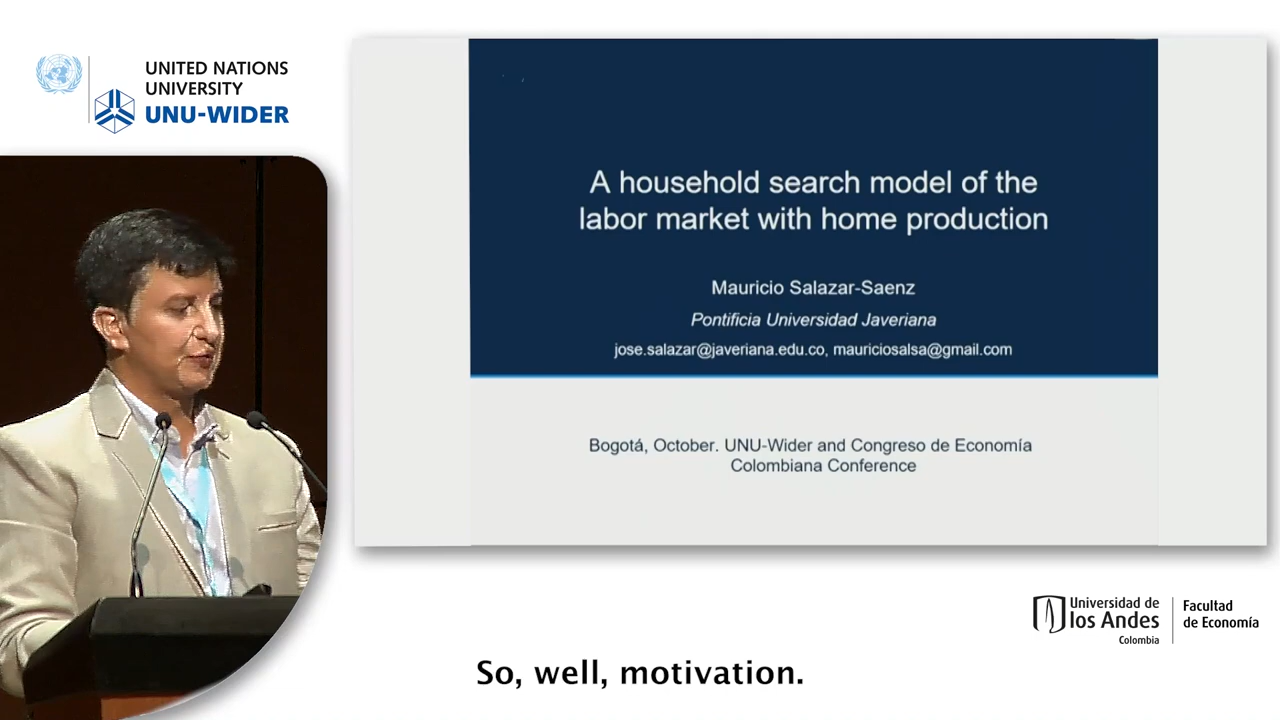 UNITED NATIONS
UNIVERSITY
UNU-WIDER
A household search model of the
labor market with home production
Mauricio Salazar-Saenz
Pontificia Universidad Javeriana
jose.salazar@javeriana.edu.co, mauriciosalsa@gmail.com
Bogotá, October. UNU-Wider and Congreso de Economía
Colombiana Conference
Universidad de
los Andes
Colombia
Facultad
de Economía
So, well, motivation.